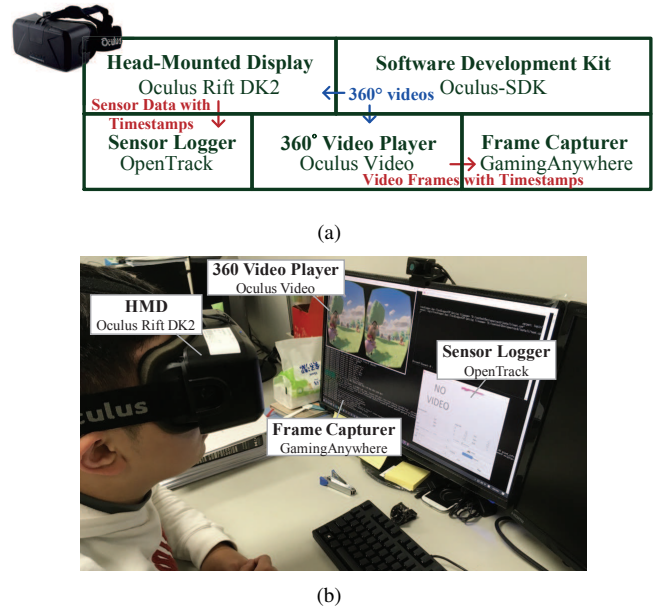 Head-Mounted Display
Oculus Rift DK2
Software Development Kit
Oculus-SDK
Sensor Data with
Timestamps
360° videos
Sensor Logger
OpenTrack
360° Video Player
Oculus Video
Frame Capturer
GamingAnywhere
Video Frames with Timestamps
(a)
360 Video Player
Oculus Video
HMD
Oculus Rift DK2
Sensor Logger
OpenTrack
NO
VIDEO
culus
Frame Capturer
GamingAnywhere
(b)